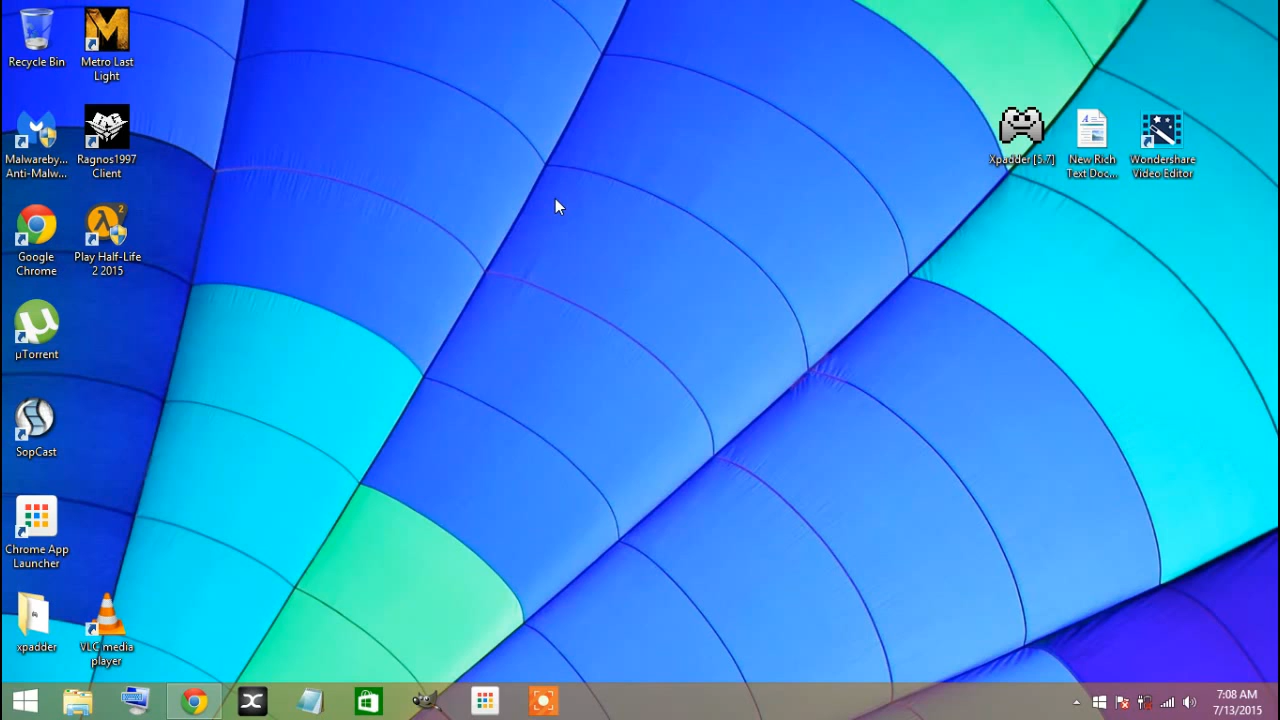 Recycle Bin
Metro Last
Light
Malwareby...
Anti-Malw...
Ragnos1997
Client
Google
Chrome
2
Play Half-Life
2 2015
µTorrent
SopCast
Chrome App
Launcher
xpadder
VLC media
player
Xpadder [5.7]
New Rich
Text Doc...
Wondershare
Video Editor
7:08 AM
7/13/2015